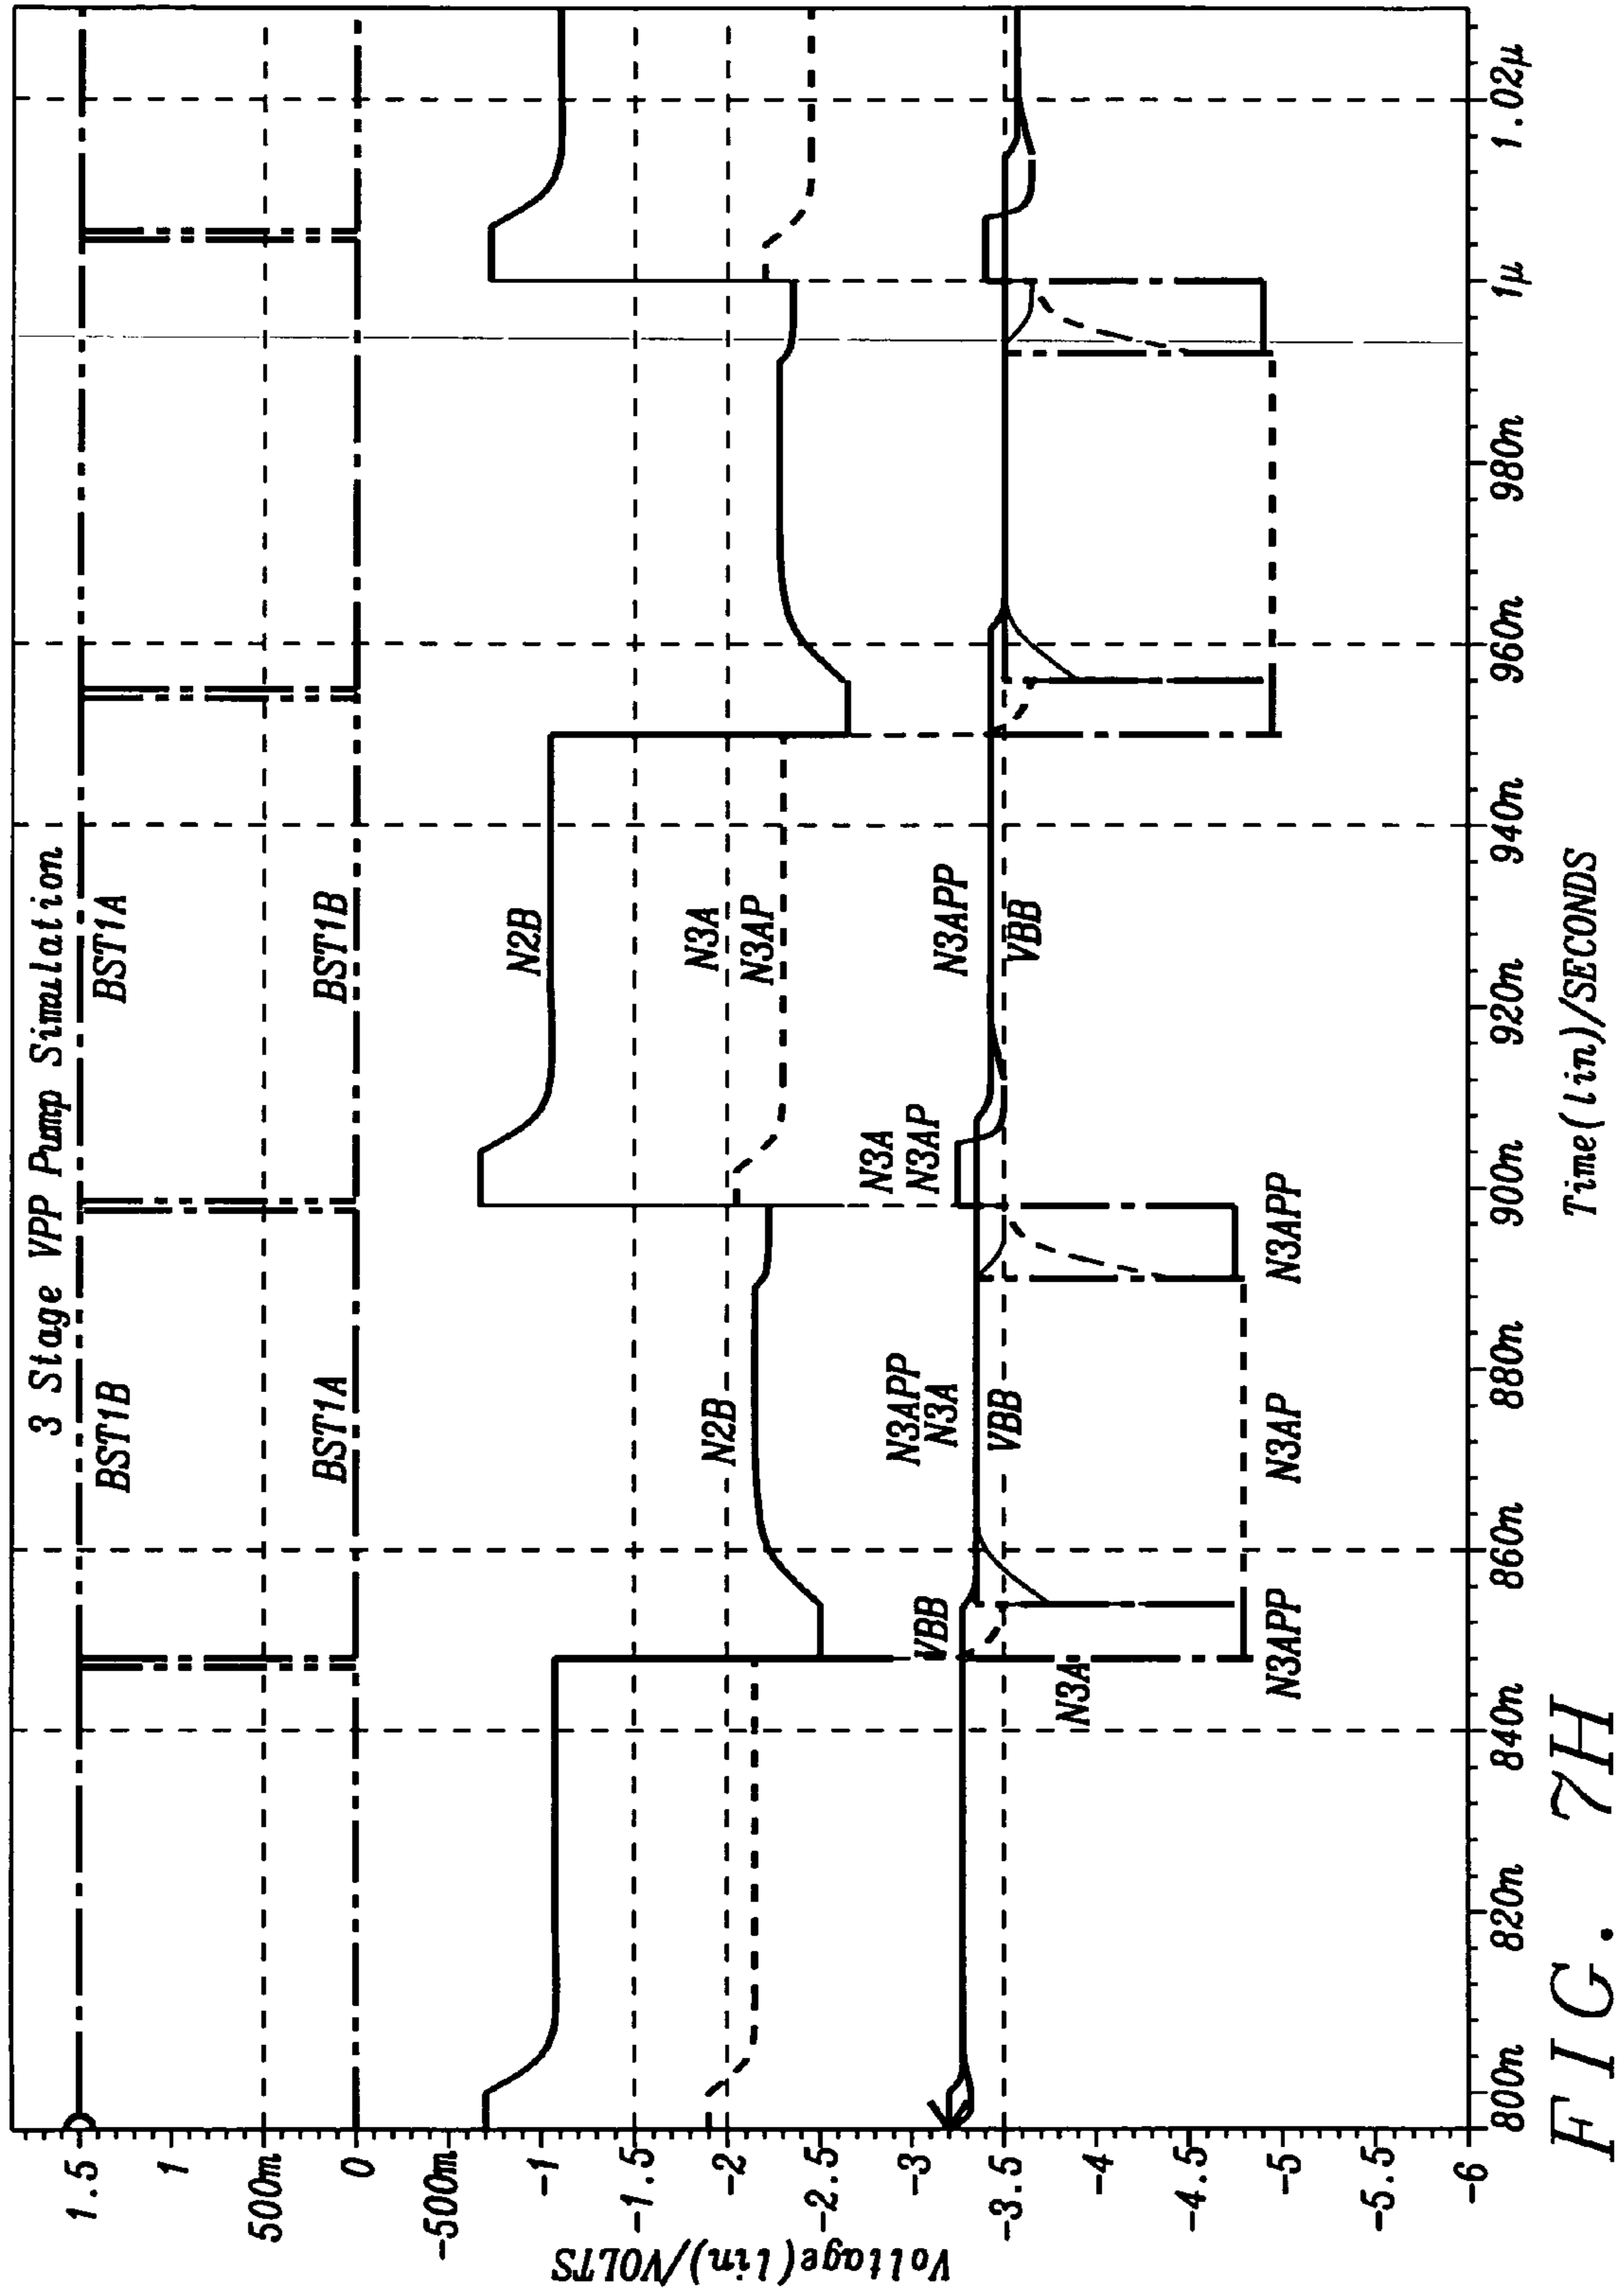 3 Stage VPP Pump Simulation
BST1B
BST1A
BST1A
BST1B
N2B
N2B
N3A
N3AP
VBB
N3APP
N3A
VBB
N3A
N3AP
N3APP
VBB
N3A
N3APP
N3AP
N3APP
1.5
1
500m
0
-500m
-1
-1.5
-2
-2.5
-3
-3.5
-4
-4.5
-5
-5.5
-6
Voltage(lin)/VOLTS
800n
820n
840n
860n
880n
900n
920n
940n
960n
980n
1μ
1.02μ
Time(lin)/SECONDS
FIG. 7H